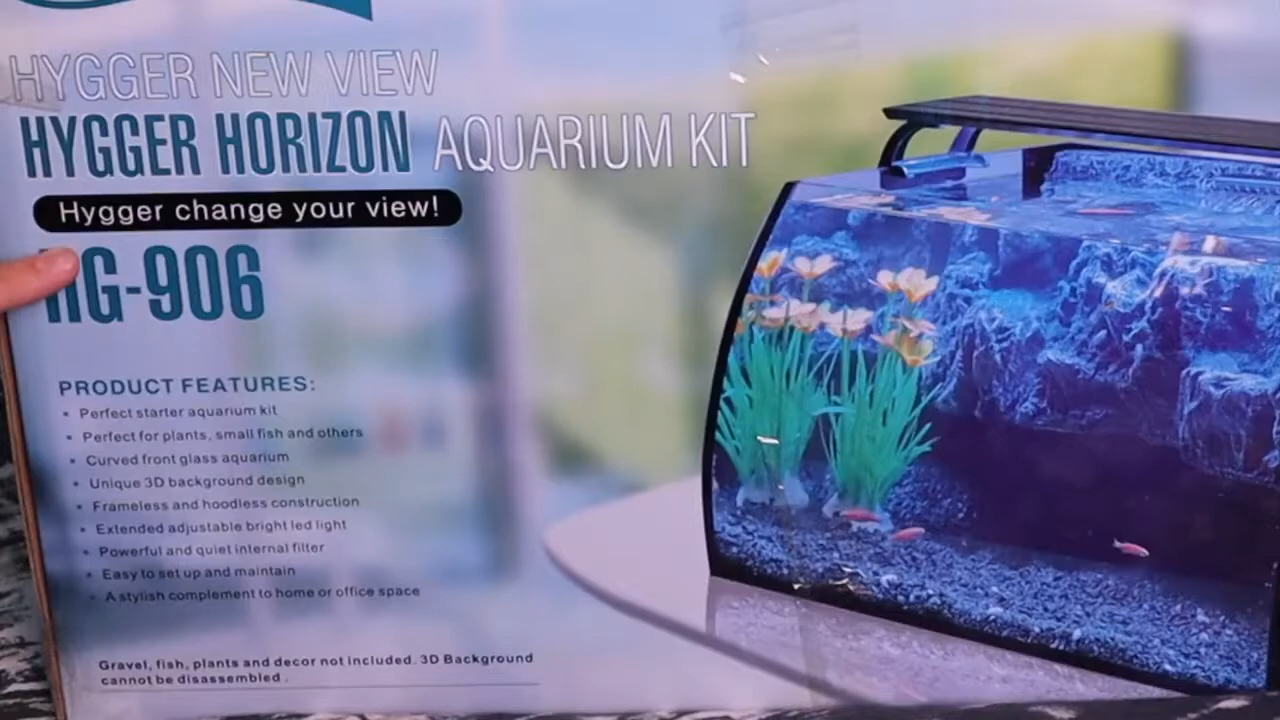 HYGGER NEW VIEW
HYGGER HORIZON AQUARIUM KIT
Hygger change your view!
HG-906
PRODUCT FEATURES:
• Perfect starter aquarium kit
• Perfect for plants, small fish and others
• Curved front glass aquarium
• Unique 3D background design
• Frameless and hoodless construction
• Extended adjustable bright led light
• Powerful and quiet internal filter
• Easy to set up and maintain
• A stylish complement to home or office space
Gravel, fish, plants and decor not included. 3D Background
cannot be disassembled.